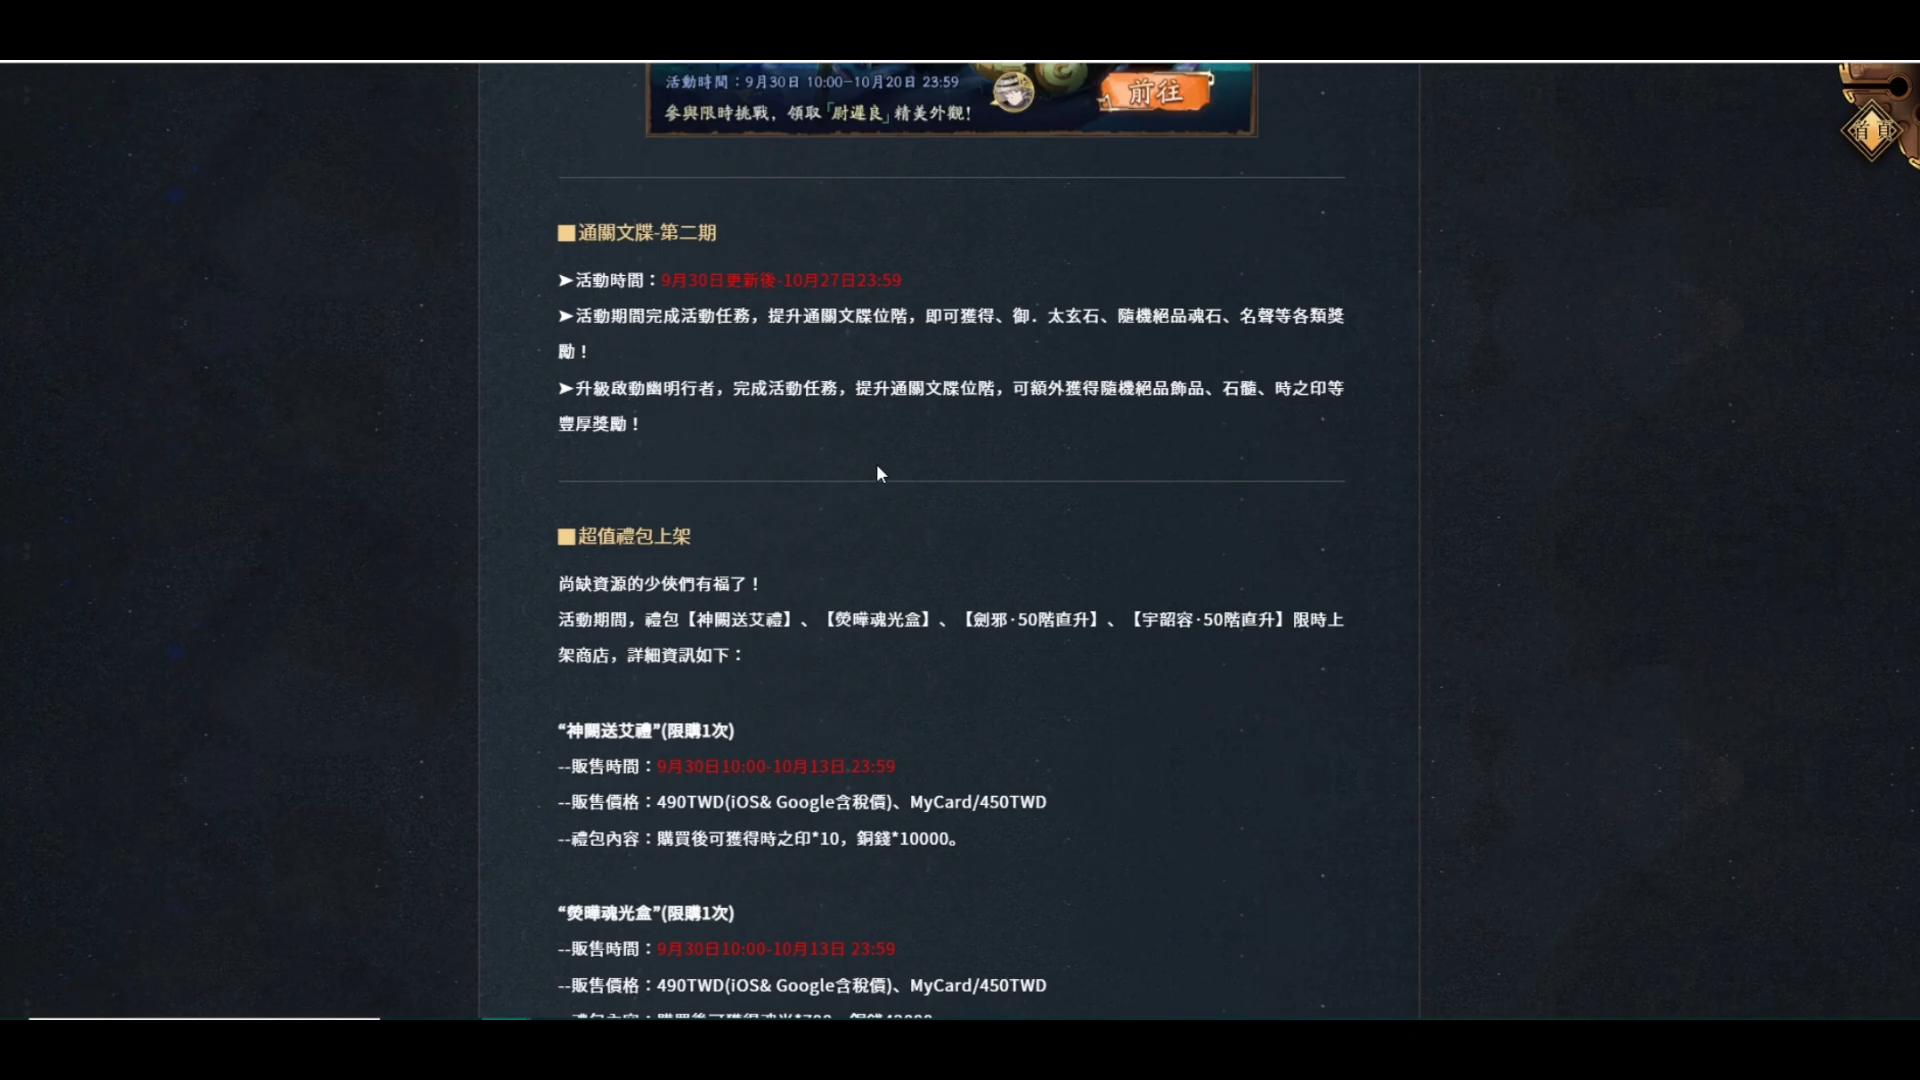 活動時間：9月30日 10:00—10月20日 23:59
參與限時挑戰，領取「尉遲良」精美外觀！
前往
首頁
■通關文牒-第二期
➤活動時間：9月30日更新後-10月27日23:59
➤活動期間完成活動任務，提升通關文牒位階，即可獲得、御．太玄石、隨機絕品魂石、名聲等各類獎
勵！
➤升級啟動幽明行者，完成活動任務，提升通關文牒位階，可額外獲得隨機絕品飾品、石髓、時之印等
豐厚獎勵！
■超值禮包上架
尚缺資源的少俠們有福了！
活動期間，禮包【神闕送艾禮】、【熒曄魂光盒】、【劍邪·50階直升】、【宇韶容·50階直升】限時上
架商店，詳細資訊如下：
“神闕送艾禮”(限購1次)
--販售時間：9月30日10:00-10月13日 23:59
--販售價格：490TWD(iOS& Google含稅價)、MyCard/450TWD
--禮包內容：購買後可獲得時之印*10，銅錢*10000。
“熒曄魂光盒”(限購1次)
--販售時間：9月30日10:00-10月13日 23:59
--販售價格：490TWD(iOS& Google含稅價)、MyCard/450TWD